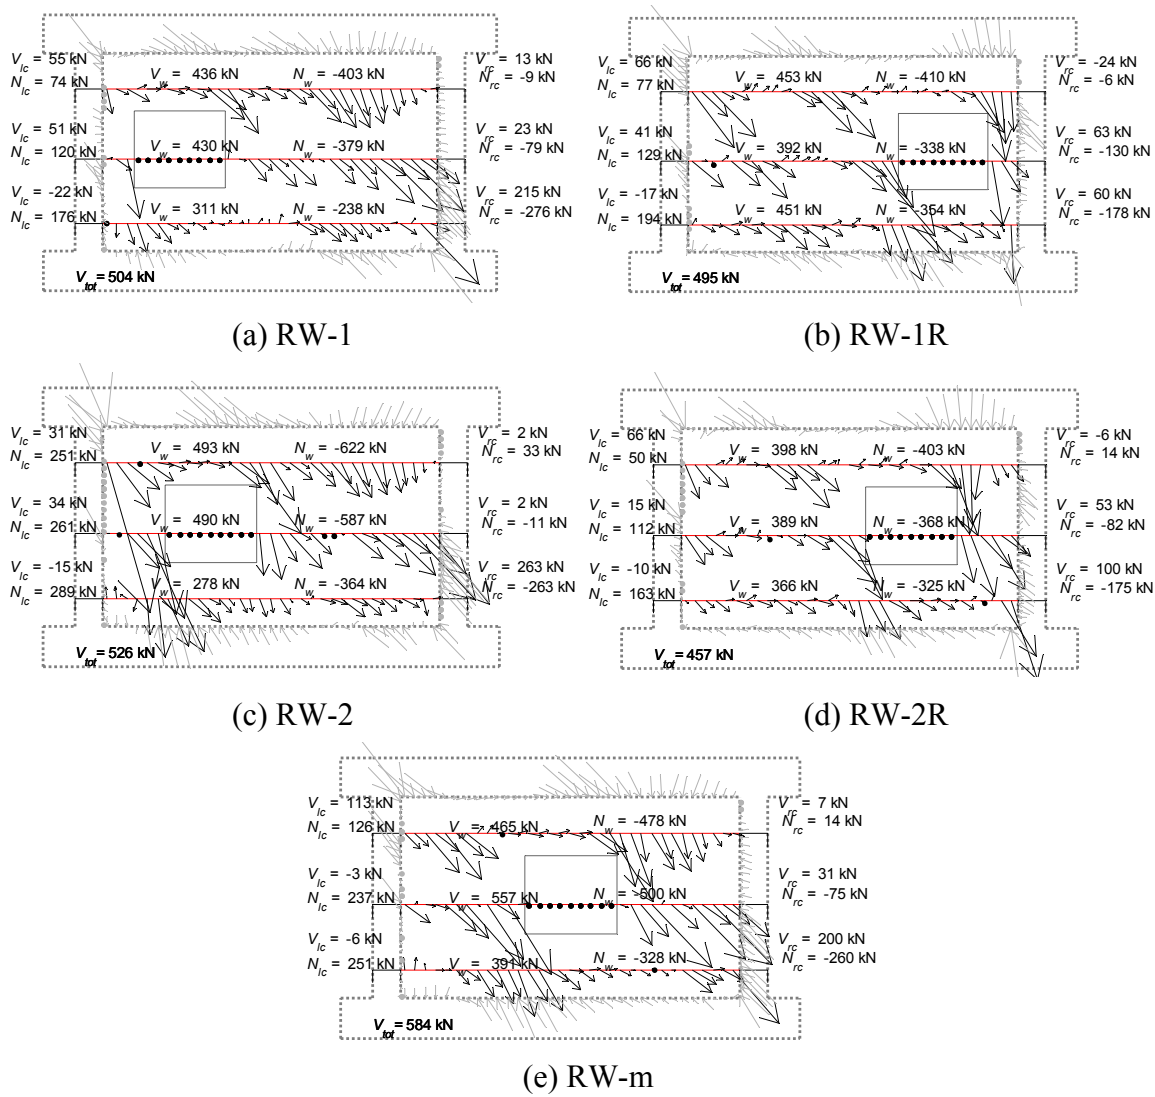 V_lc = 55 kN
N_lc = 74 kN
V_w = 436 kN N_w = -403 kN
V_rc = 13 kN
N_rc = -9 kN
V_lc = 51 kN
N_lc = 120 kN
V_w = 430 kN N_w = -379 kN
V_rc = 23 kN
N_rc = -79 kN
V_lc = -22 kN
N_lc = 176 kN
V_w = 311 kN N_w = -238 kN
V_rc = 215 kN
N_rc = -276 kN
V_tot = 504 kN
(a) RW-1
V_lc = 66 kN
N_lc = 77 kN
V_w = 453 kN N_w = -410 kN
V_rc = -24 kN
N_rc = -6 kN
V_lc = 41 kN
N_lc = 129 kN
V_w = 392 kN N_w = -338 kN
V_rc = 63 kN
N_rc = -130 kN
V_lc = -17 kN
N_lc = 194 kN
V_w = 451 kN N_w = -354 kN
V_rc = 60 kN
N_rc = -178 kN
V_tot = 495 kN
(b) RW-1R
V_lc = 31 kN
N_lc = 251 kN
V_w = 493 kN N_w = -622 kN
V_rc = 2 kN
N_rc = 33 kN
V_lc = 34 kN
N_lc = 261 kN
V_w = 490 kN N_w = -587 kN
V_rc = 2 kN
N_rc = -11 kN
V_lc = -15 kN
N_lc = 289 kN
V_w = 278 kN N_w = -364 kN
V_rc = 263 kN
N_rc = -263 kN
V_tot = 526 kN
(c) RW-2
V_lc = 66 kN
N_lc = 50 kN
V_w = 398 kN N_w = -403 kN
V_rc = -6 kN
N_rc = 14 kN
V_lc = 15 kN
N_lc = 112 kN
V_w = 389 kN N_w = -368 kN
V_rc = 53 kN
N_rc = -82 kN
V_lc = -10 kN
N_lc = 163 kN
V_w = 366 kN N_w = -325 kN
V_rc = 100 kN
N_rc = -175 kN
V_tot = 457 kN
(d) RW-2R
V_lc = 113 kN
N_lc = 126 kN
V_w = 465 kN N_w = -478 kN
V_rc = 7 kN
N_rc = 14 kN
V_lc = -3 kN
N_lc = 237 kN
V_w = 557 kN N_w = -500 kN
V_rc = 31 kN
N_rc = -75 kN
V_lc = -6 kN
N_lc = 251 kN
V_w = 391 kN N_w = -328 kN
V_rc = 200 kN
N_rc = -260 kN
V_tot = 584 kN
(e) RW-m